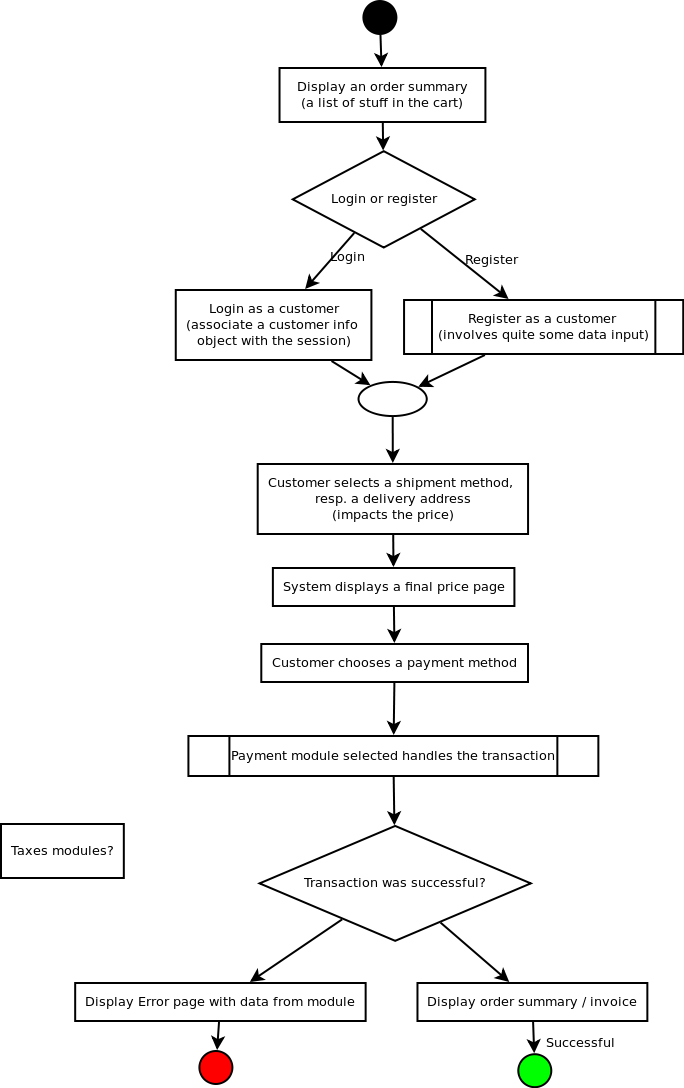 Display an order summary
(a list of stuff in the cart)
Login or register
Login
Register
Login as a customer
(associate a customer info
object with the session)
Register as a customer
(involves quite some data input)
Customer selects a shipment method,
resp. a delivery address
(impacts the price)
System displays a final price page
Customer chooses a payment method
Payment module selected handles the transaction
Taxes modules?
Transaction was successful?
Display Error page with data from module
Display order summary / invoice
Successful